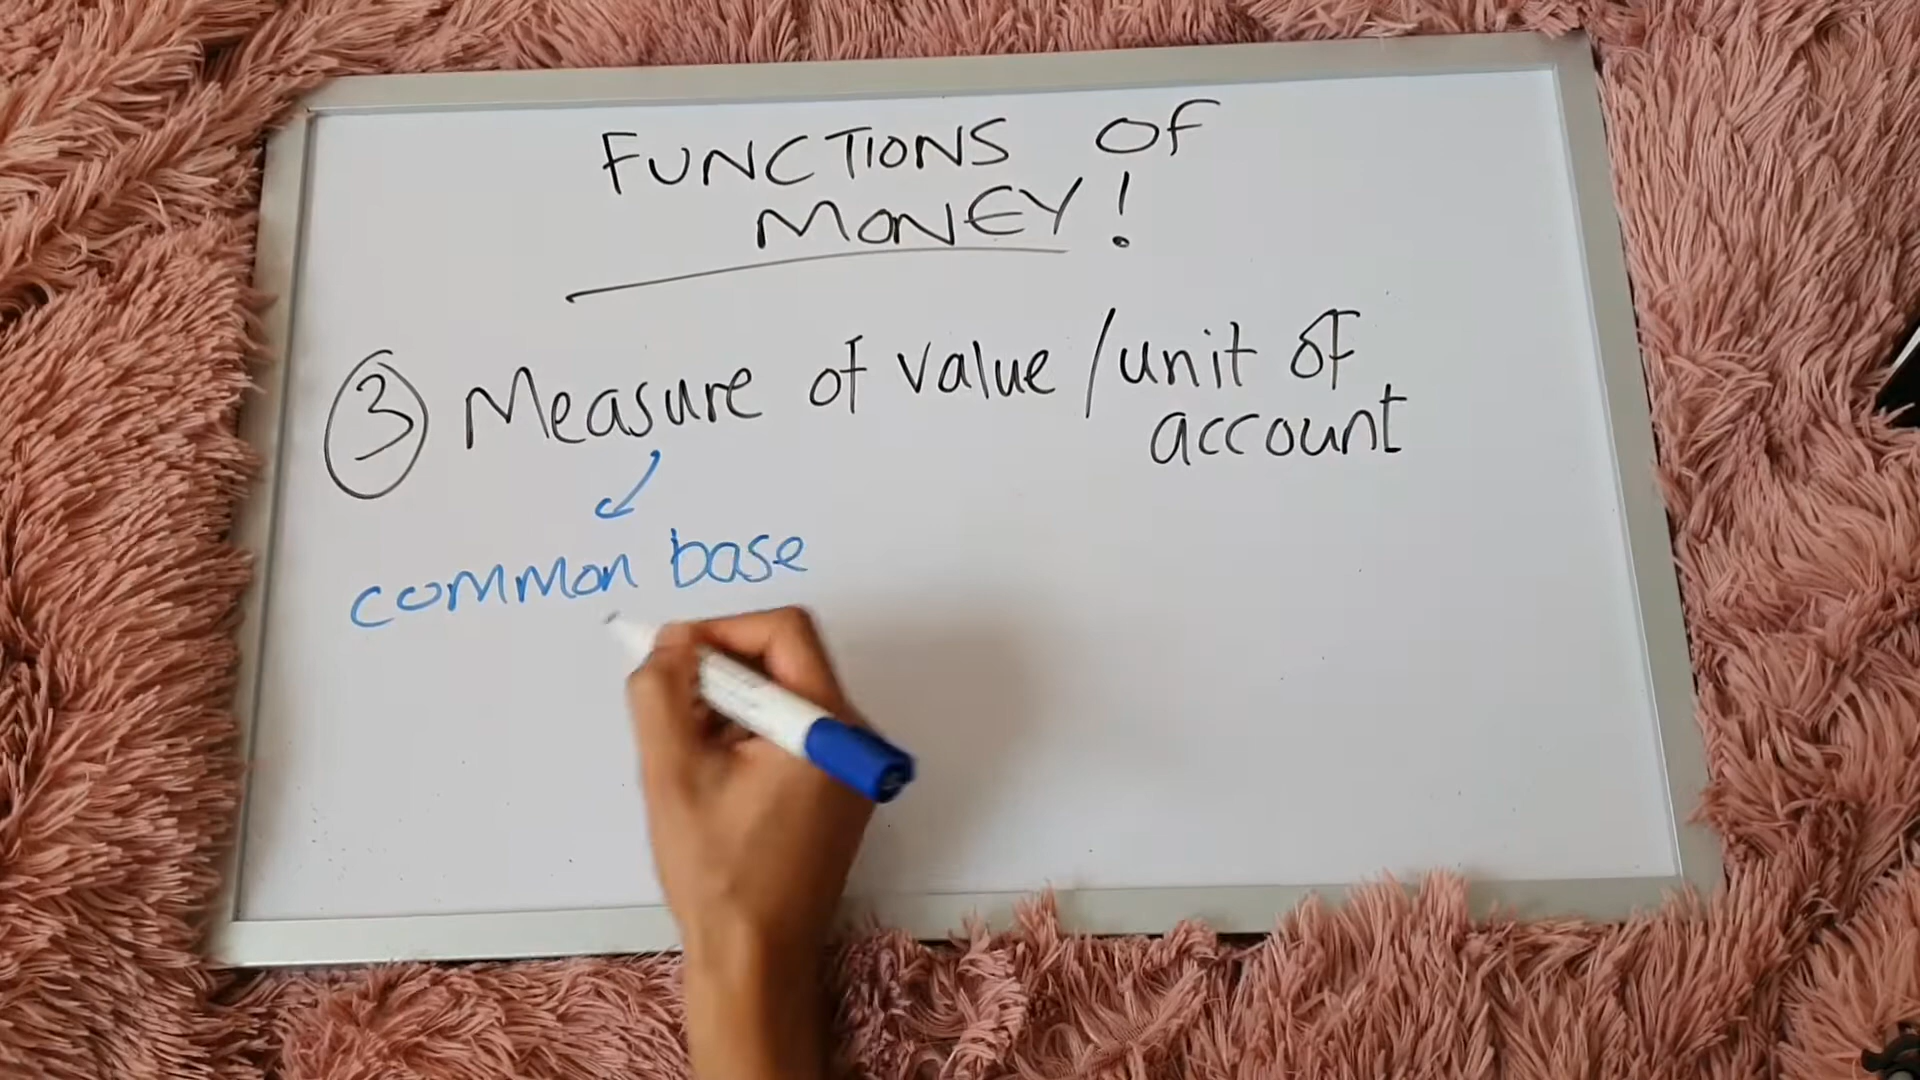 FUNCTIONS OF
MONEY!
3 Measure of value / unit of
account
common base